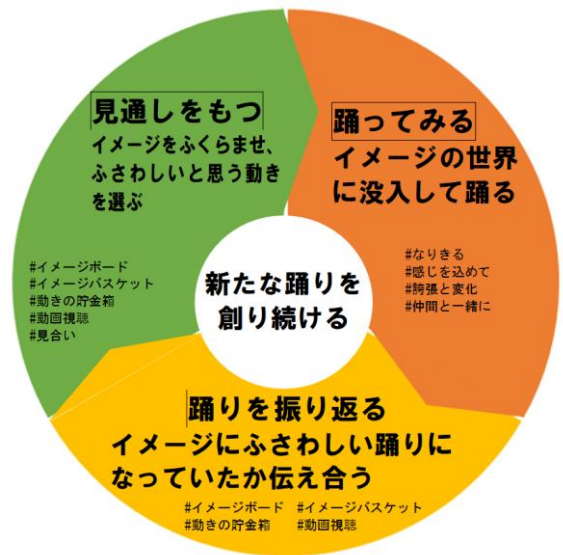 見通しをもつ
イメージをふくらませ、
ふさわしいと思う動き
を選ぶ
#イメージボード
#イメージバスケット
#動きの貯金箱
#動画視聴
#見合い
踊ってみる
イメージの世界
に没入して踊る
#なりきる
#感じを込めて
#誇張と変化
#仲間と一緒に
新たな踊りを
創り続ける
踊りを振り返る
イメージにふさわしい踊りに
なっていたか伝え合う
#イメージボード #イメージバスケット
#動きの貯金箱 #動画視聴